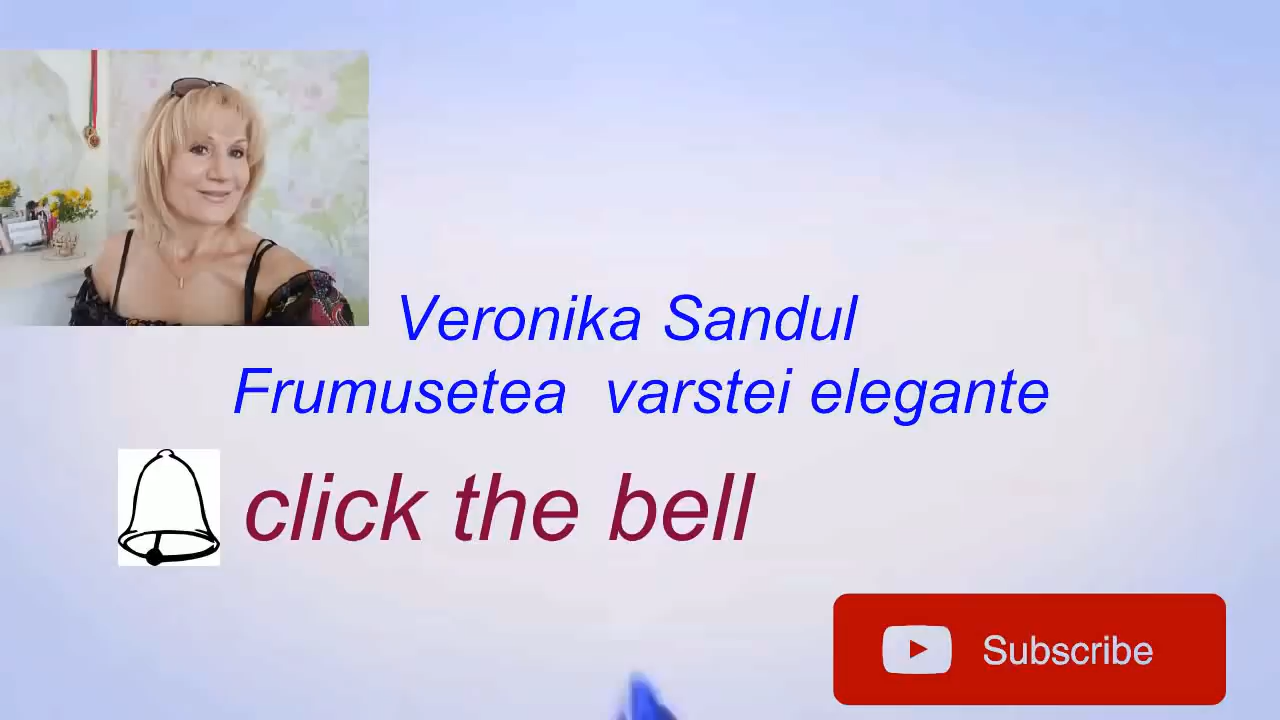 Veronika Sandul
Frumusetea varstei elegante
click the bell
Subscribe